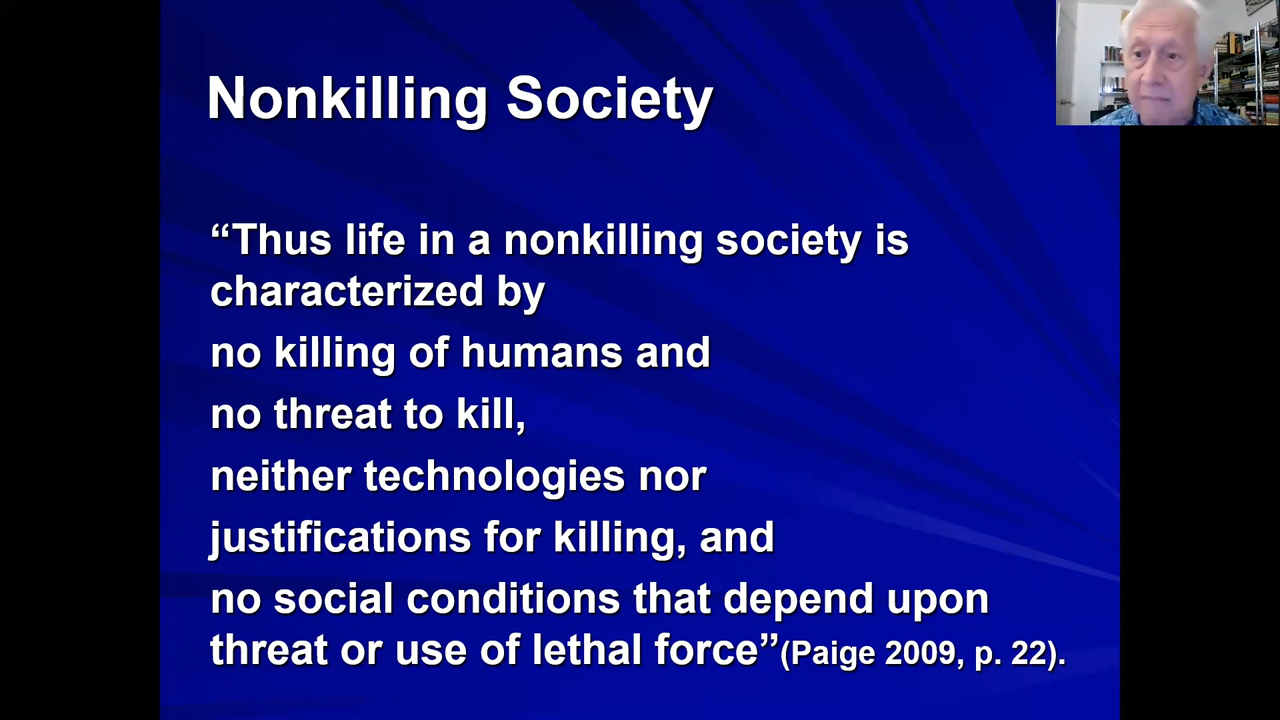 Nonkilling Society
“Thus life in a nonkilling society is
characterized by
no killing of humans and
no threat to kill,
neither technologies nor
justifications for killing, and
no social conditions that depend upon
threat or use of lethal force”(Paige 2009, p. 22).